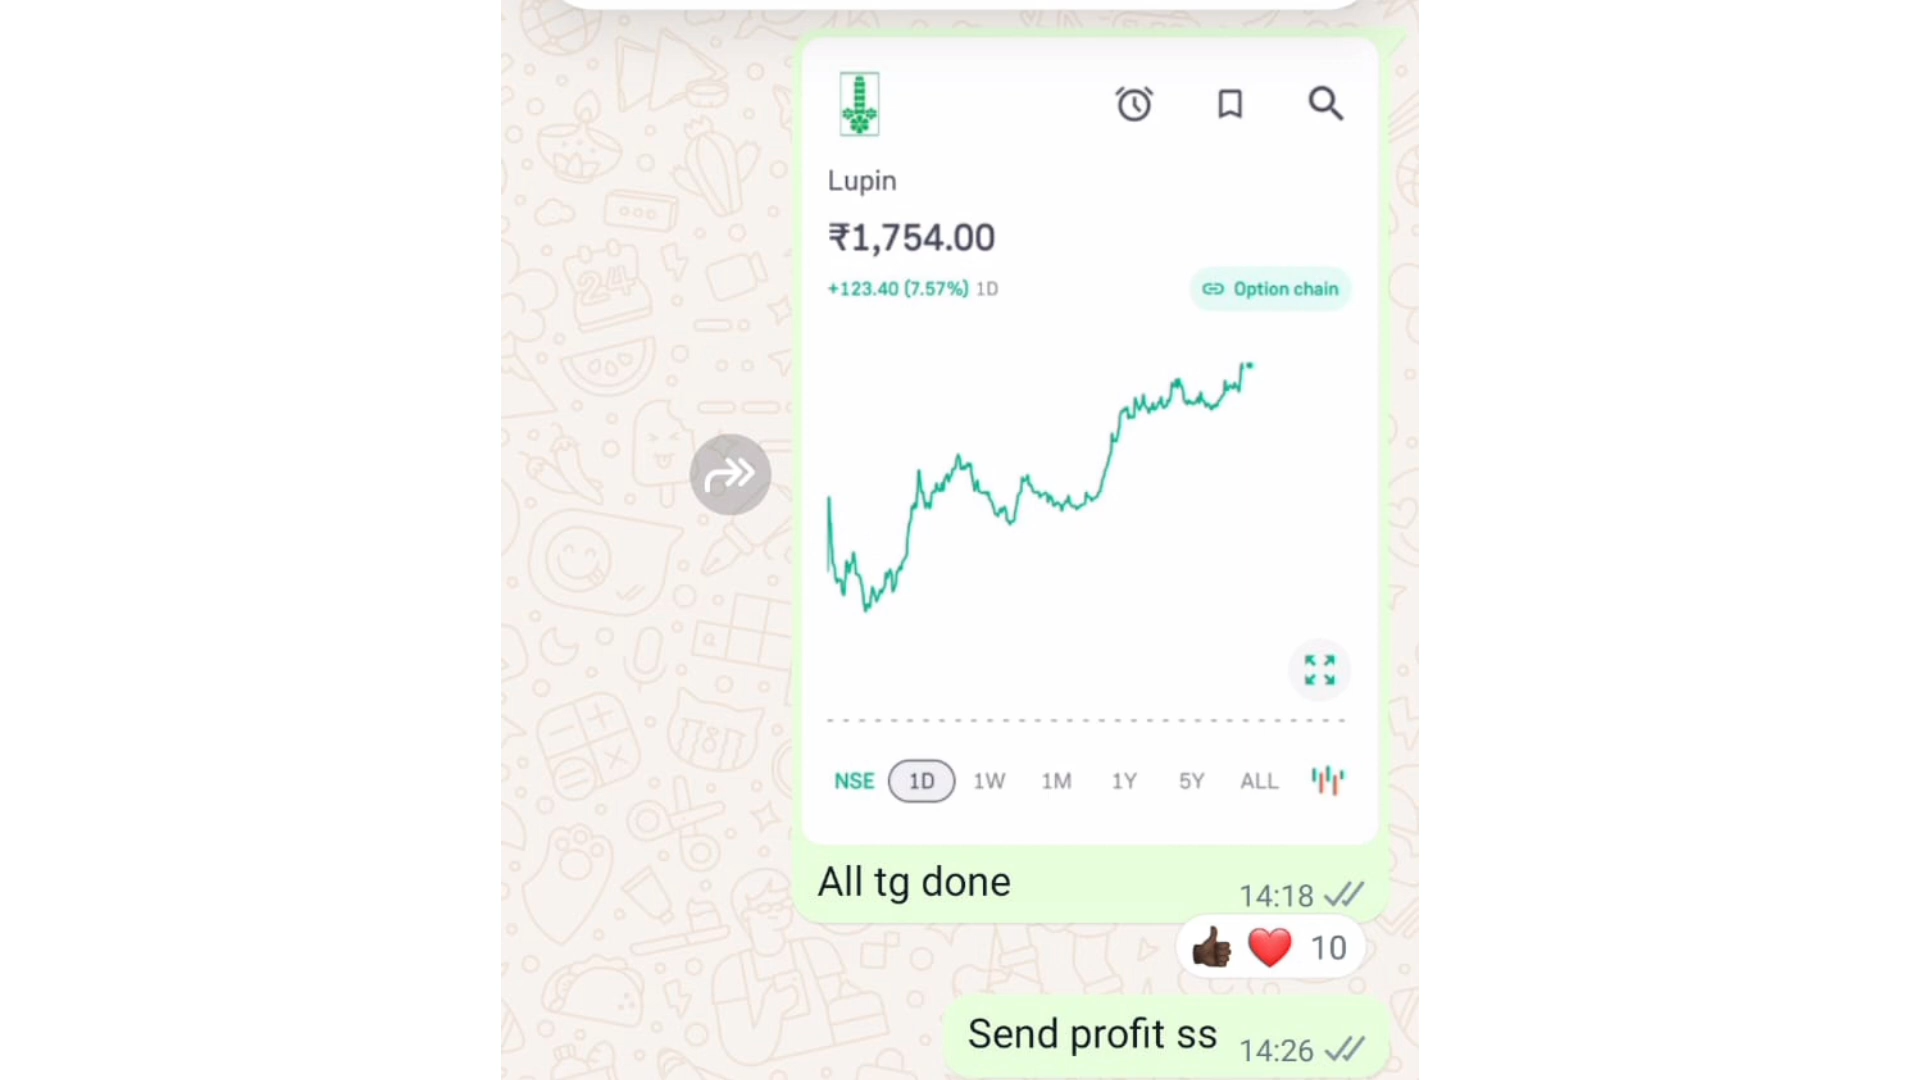 Lupin
₹1,754.00
+123.40 (7.57%) 1D
Option chain
NSE 1D 1W 1M 1Y 5Y ALL
All tg done
14:18
10
Send profit ss
14:26